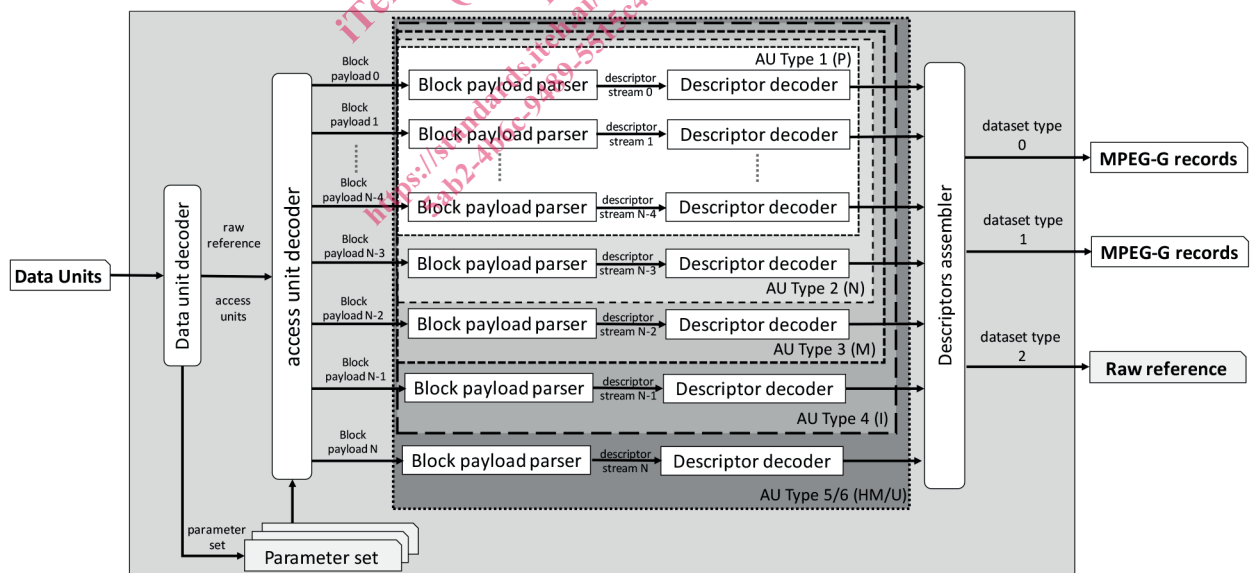 Data Units
Data unit decoder
raw
reference
access
units
parameter
set
Parameter set
access unit decoder
Block
payload 0
Block payload parser
descriptor
stream 0
Descriptor decoder
AU Type 1 (P)
Block
payload 1
Block payload parser
descriptor
stream 1
Descriptor decoder
Block
payload N-4
Block payload parser
descriptor
stream N-4
Descriptor decoder
Block
payload N-3
Block payload parser
descriptor
stream N-3
Descriptor decoder
AU Type 2 (N)
Block
payload N-2
Block payload parser
descriptor
stream N-2
Descriptor decoder
AU Type 3 (M)
Block
payload N-1
Block payload parser
descriptor
stream N-1
Descriptor decoder
AU Type 4 (I)
Block
payload N
Block payload parser
descriptor
stream N
Descriptor decoder
AU Type 5/6 (HM/U)
Descriptors assembler
dataset type
0
MPEG-G records
dataset type
1
MPEG-G records
dataset type
2
Raw reference